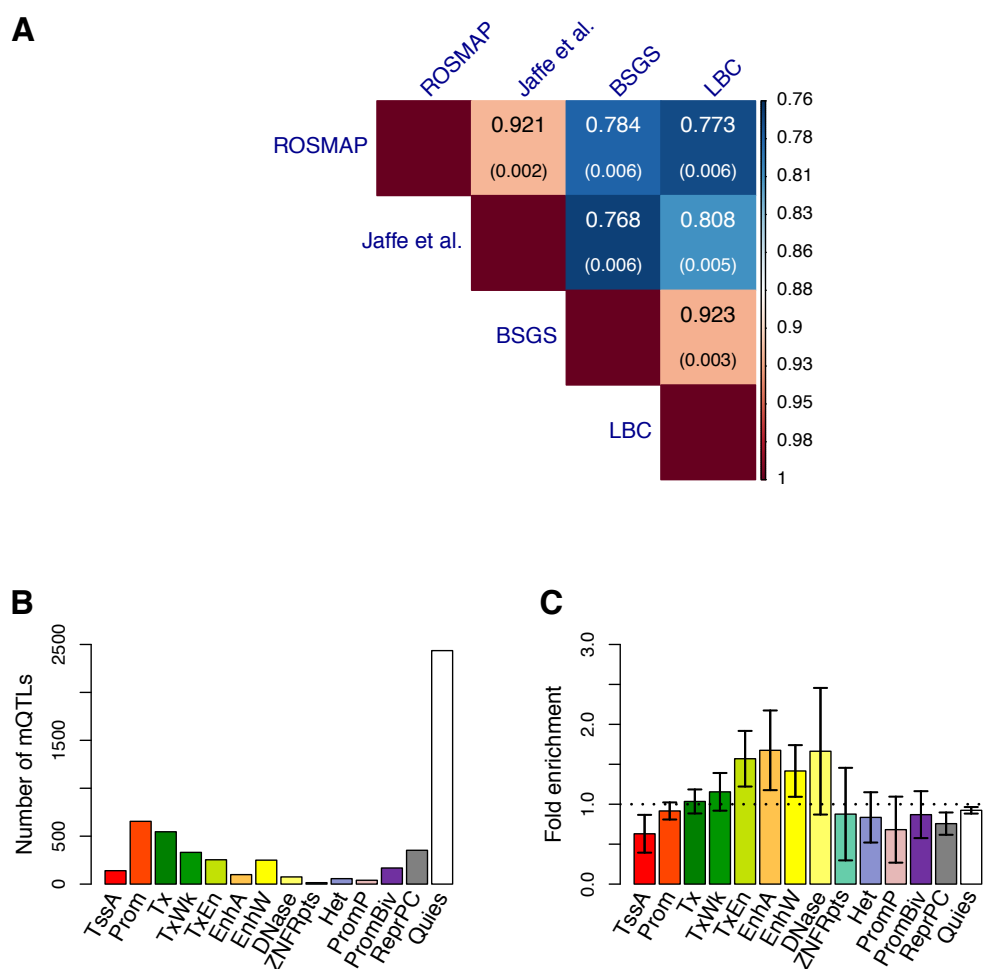 A
ROSMAP
Jaffe et al.
BSGS
LBC
ROSMAP
0.921
0.784
0.773
(0.002)
(0.006)
(0.006)
Jaffe et al.
0.768
0.808
(0.006)
(0.005)
BSGS
0.923
(0.003)
LBC
0.76
0.78
0.81
0.83
0.86
0.88
0.9
0.93
0.95
0.98
1
B
Number of mQTLs
2500
1500
500
0
TssA
Prom
Tx
TxWk
TxEn
EnhA
EnhW
DNase
ZNFRpts
Het
PromP
PromBiv
ReprPC
Quies
C
Fold enrichment
3.0
2.0
1.0
0.0
TssA
Prom
Tx
TxWk
TxEn
EnhA
EnhW
DNase
ZNFRpts
Het
PromP
PromBiv
ReprPC
Quies